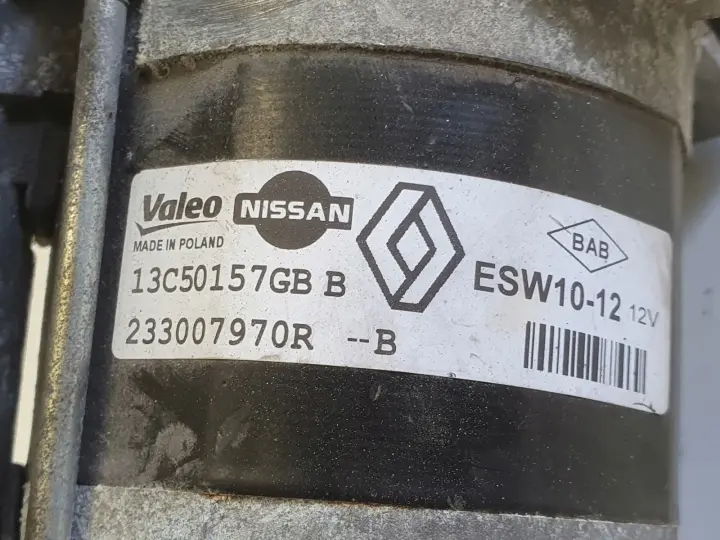 Valeo NISSAN
MADE IN POLAND
BAB
13C50157GB B
ESW10-12 12V
233007970R --B